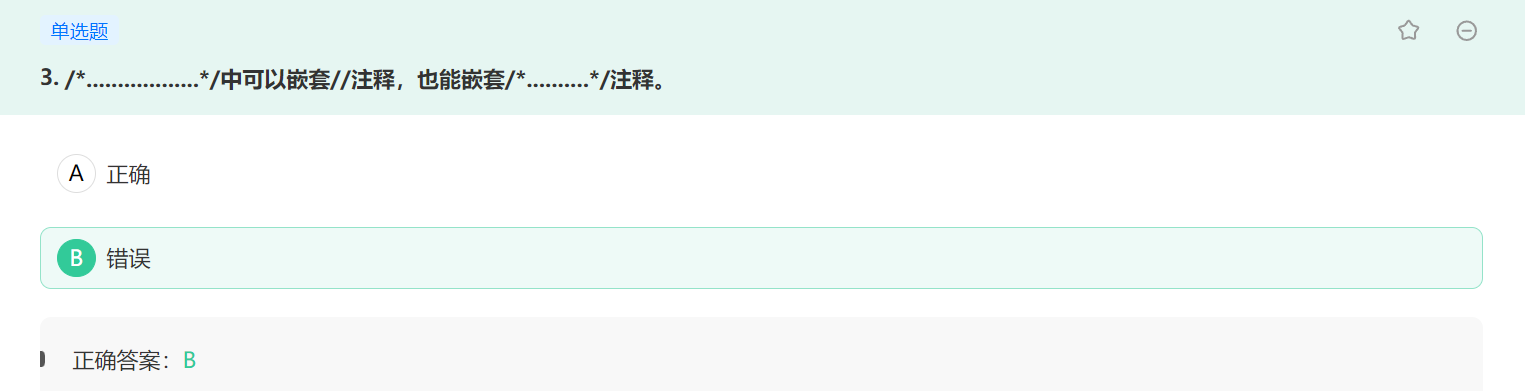 单选题
3. /*..................*/中可以嵌套//注释，也能嵌套/*..........*/注释。
A 正确
B 错误
正确答案：B